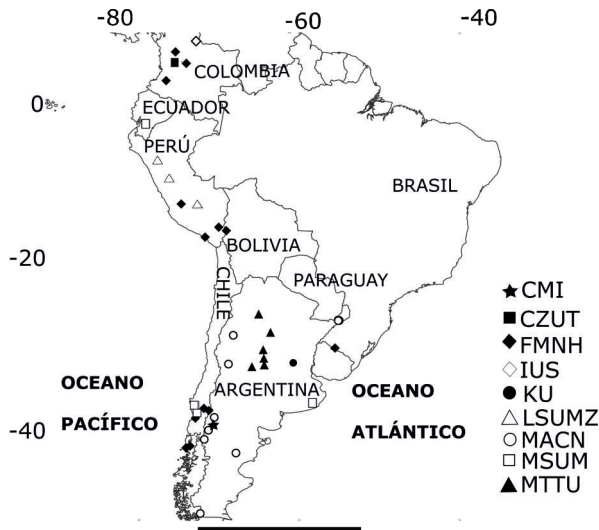 -80 -60 -40
COLOMBIA
0
ECUADOR
PERÚ
BRASIL
-20
BOLIVIA
PARAGUAY
CHILE
CMI
CZUT
FMNH
IUS
OCEANO
ARGENTINA
OCEANO
KU
PACÍFICO
LSUMZ
-40
ATLÁNTICO
MACN
MSUM
MTTU